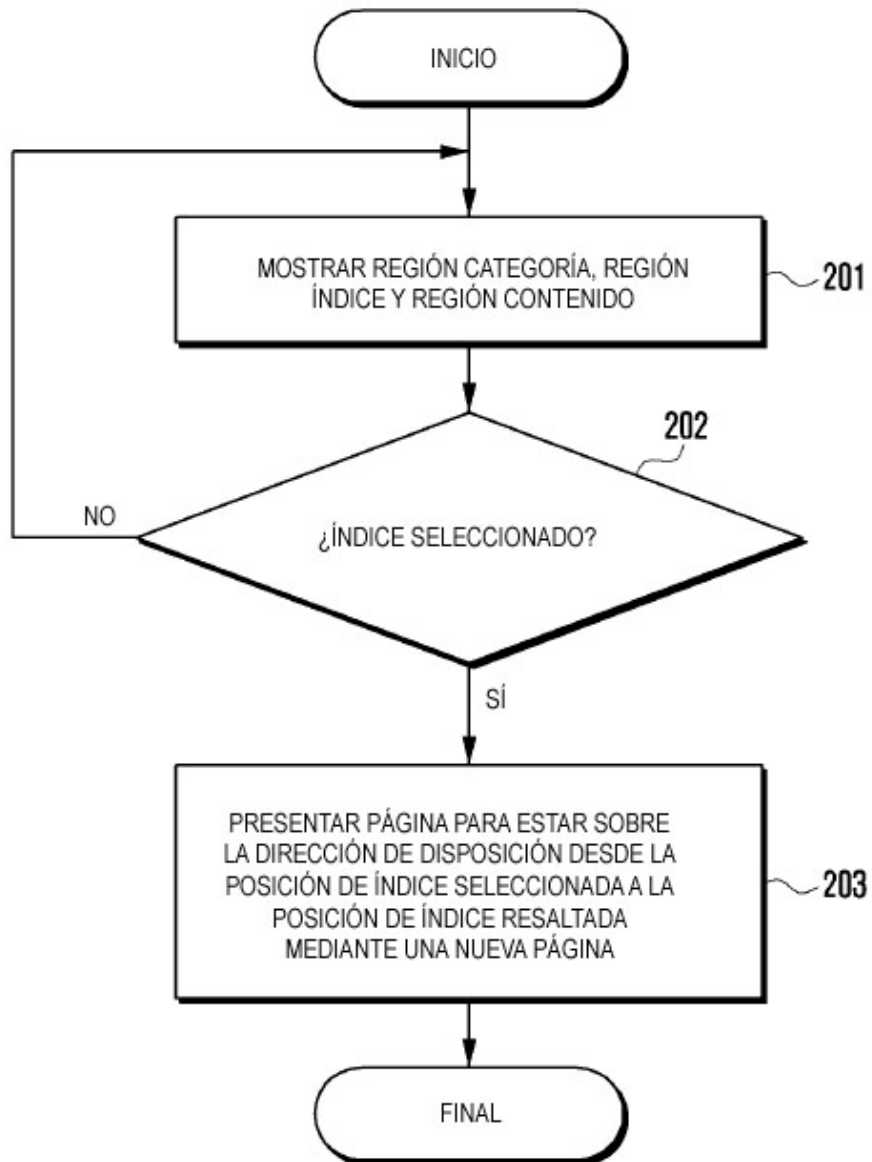 INICIO
MOSTRAR REGIÓN CATEGORÍA, REGIÓN
ÍNDICE Y REGIÓN CONTENIDO
201
202
NO
¿ÍNDICE SELECCIONADO?
SÍ
PRESENTAR PÁGINA PARA ESTAR SOBRE
LA DIRECCIÓN DE DISPOSICIÓN DESDE LA
POSICIÓN DE ÍNDICE SELECCIONADA A LA
POSICIÓN DE ÍNDICE RESALTADA
MEDIANTE UNA NUEVA PÁGINA
203
FINAL